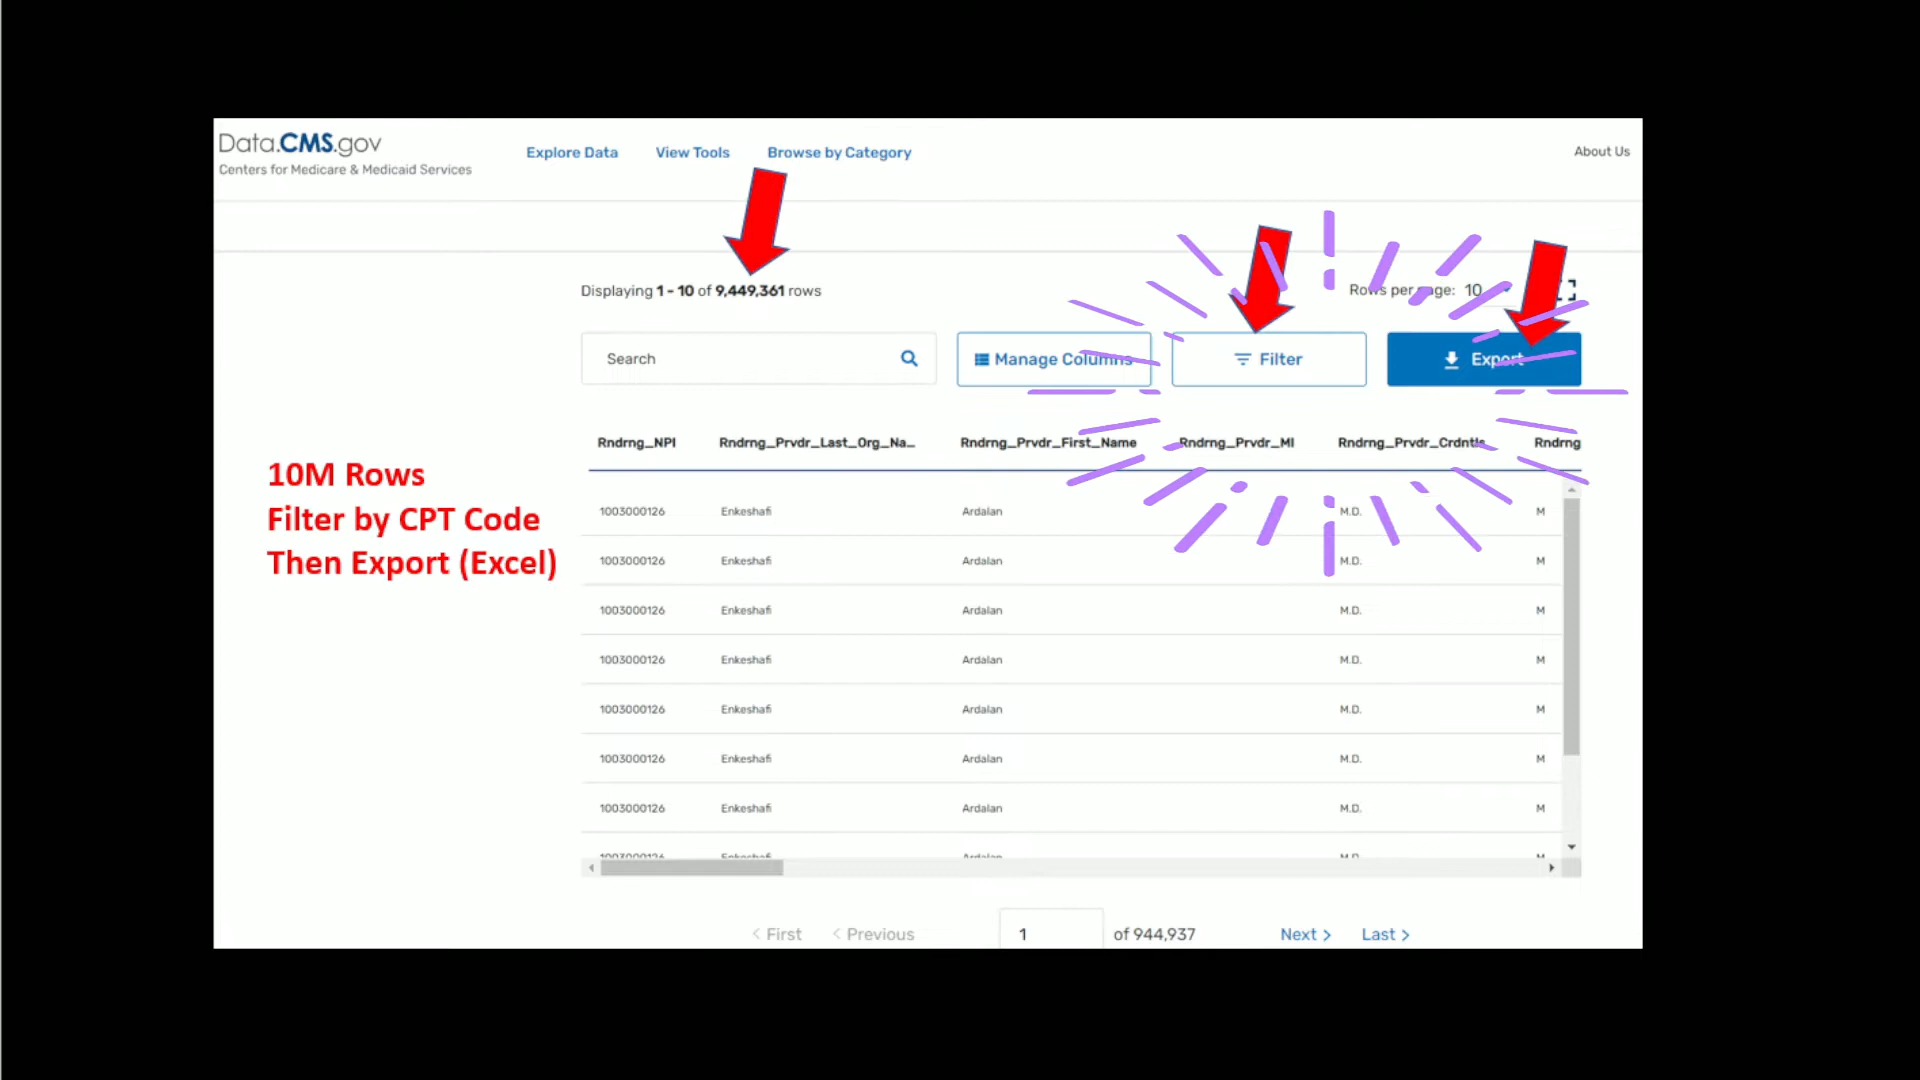 Data.CMS.gov
Centers for Medicare & Medicaid Services
Explore Data View Tools Browse by Category
About Us
Displaying 1 - 10 of 9,449,361 rows
Rows per page: 10
Search
Manage Columns
Filter
Export
Rndrng_NPI Rndrng_Prvdr_Last_Org_Na... Rndrng_Prvdr_First_Name Rndrng_Prvdr_MI Rndrng_Prvdr_Crdntls Rndrng
10M Rows
Filter by CPT Code
Then Export (Excel)
1003000126 Enkeshafi Ardalan M.D. M
1003000126 Enkeshafi Ardalan M.D. M
1003000126 Enkeshafi Ardalan M.D. M
1003000126 Enkeshafi Ardalan M.D. M
1003000126 Enkeshafi Ardalan M.D. M
1003000126 Enkeshafi Ardalan M.D. M
1003000126 Enkeshafi Ardalan M.D. M
1003000126 Enkeshafi Ardalan M.D. M
< First < Previous 1 of 944,937 Next > Last >